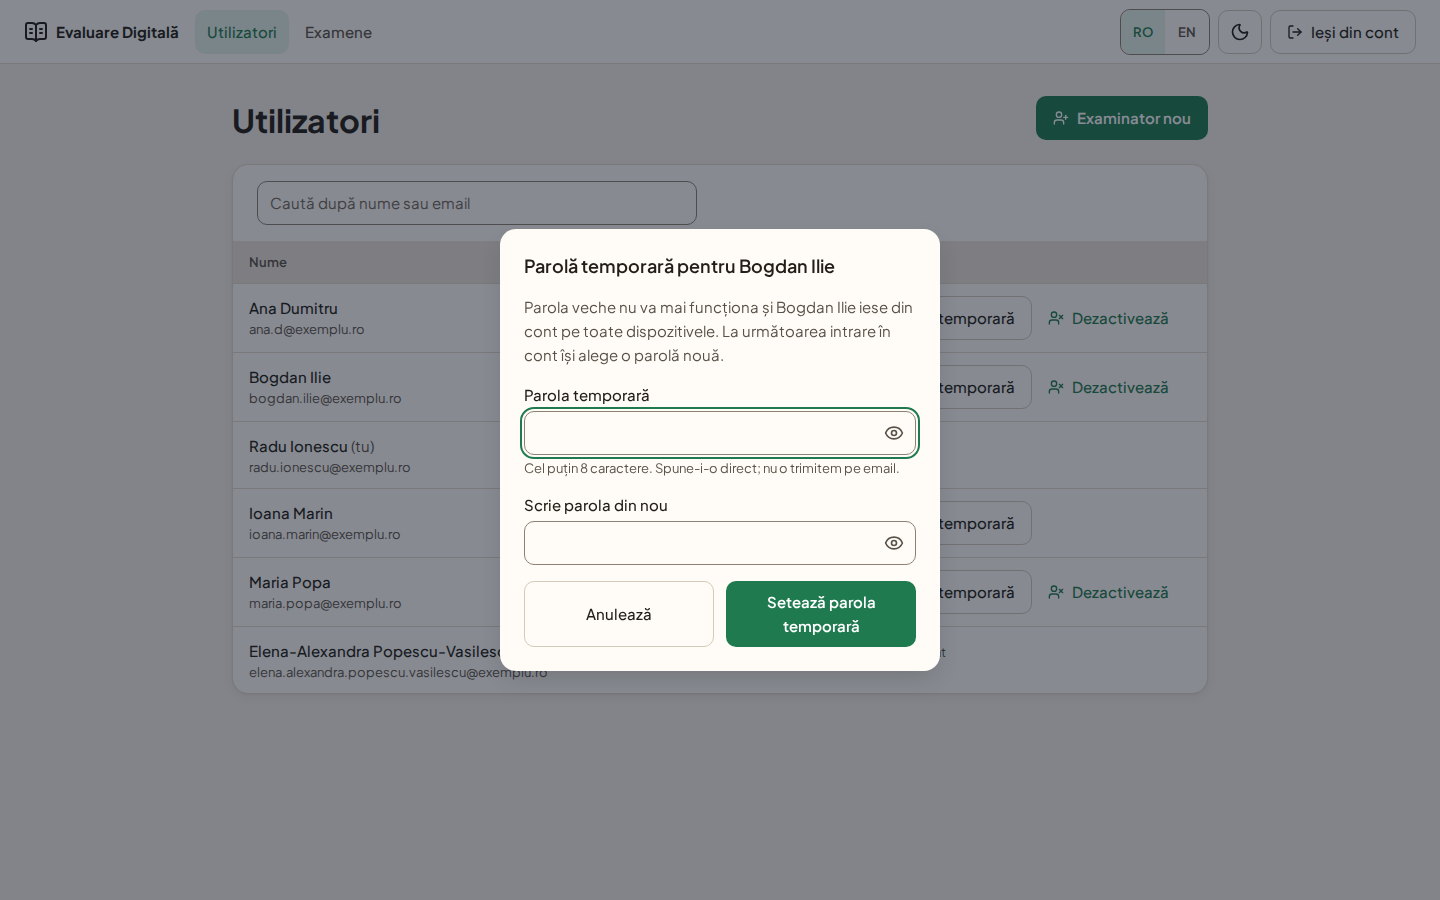 Evaluare Digitală
Utilizatori
Examene
RO
EN
Ieși din cont
Utilizatori
Examinator nou
Caută după nume sau email
Nume
Ana Dumitru
ana.d@exemplu.ro
temporară
Dezactivează
Bogdan Ilie
bogdan.ilie@exemplu.ro
temporară
Dezactivează
Radu Ionescu (tu)
radu.ionescu@exemplu.ro
Ioana Marin
ioana.marin@exemplu.ro
temporară
Maria Popa
maria.popa@exemplu.ro
temporară
Dezactivează
Elena-Alexandra Popescu-Vasilesc
elena.alexandra.popescu.vasilescu@exemplu.ro
Parolă temporară pentru Bogdan Ilie
Parola veche nu va mai funcționa și Bogdan Ilie iese din
cont pe toate dispozitivele. La următoarea intrare în
cont își alege o parolă nouă.
Parola temporară
Cel puțin 8 caractere. Spune-i-o direct; nu o trimitem pe email.
Scrie parola din nou
Anulează
Setează parola
temporară